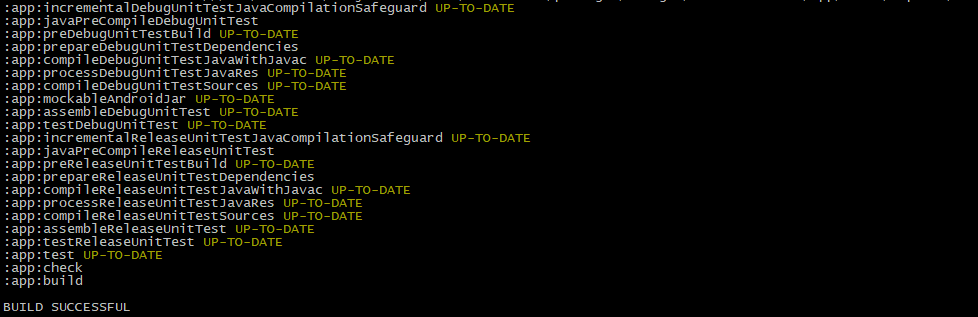 :app:incrementalDebugUnitTestJavaCompilationSafeguard UP-TO-DATE
:app:javaPreCompileDebugUnitTest
:app:preDebugUnitTestBuild UP-TO-DATE
:app:prepareDebugUnitTestDependencies
:app:compileDebugUnitTestJavaWithJavac UP-TO-DATE
:app:processDebugUnitTestJavaRes UP-TO-DATE
:app:compileDebugUnitTestSources UP-TO-DATE
:app:mockableAndroidJar UP-TO-DATE
:app:assembleDebugUnitTest UP-TO-DATE
:app:testDebugUnitTest UP-TO-DATE
:app:incrementalReleaseUnitTestJavaCompilationSafeguard UP-TO-DATE
:app:javaPreCompileReleaseUnitTest
:app:preReleaseUnitTestBuild UP-TO-DATE
:app:prepareReleaseUnitTestDependencies
:app:compileReleaseUnitTestJavaWithJavac UP-TO-DATE
:app:processReleaseUnitTestJavaRes UP-TO-DATE
:app:compileReleaseUnitTestSources UP-TO-DATE
:app:assembleReleaseUnitTest UP-TO-DATE
:app:testReleaseUnitTest UP-TO-DATE
:app:test UP-TO-DATE
:app:check
:app:build
BUILD SUCCESSFUL